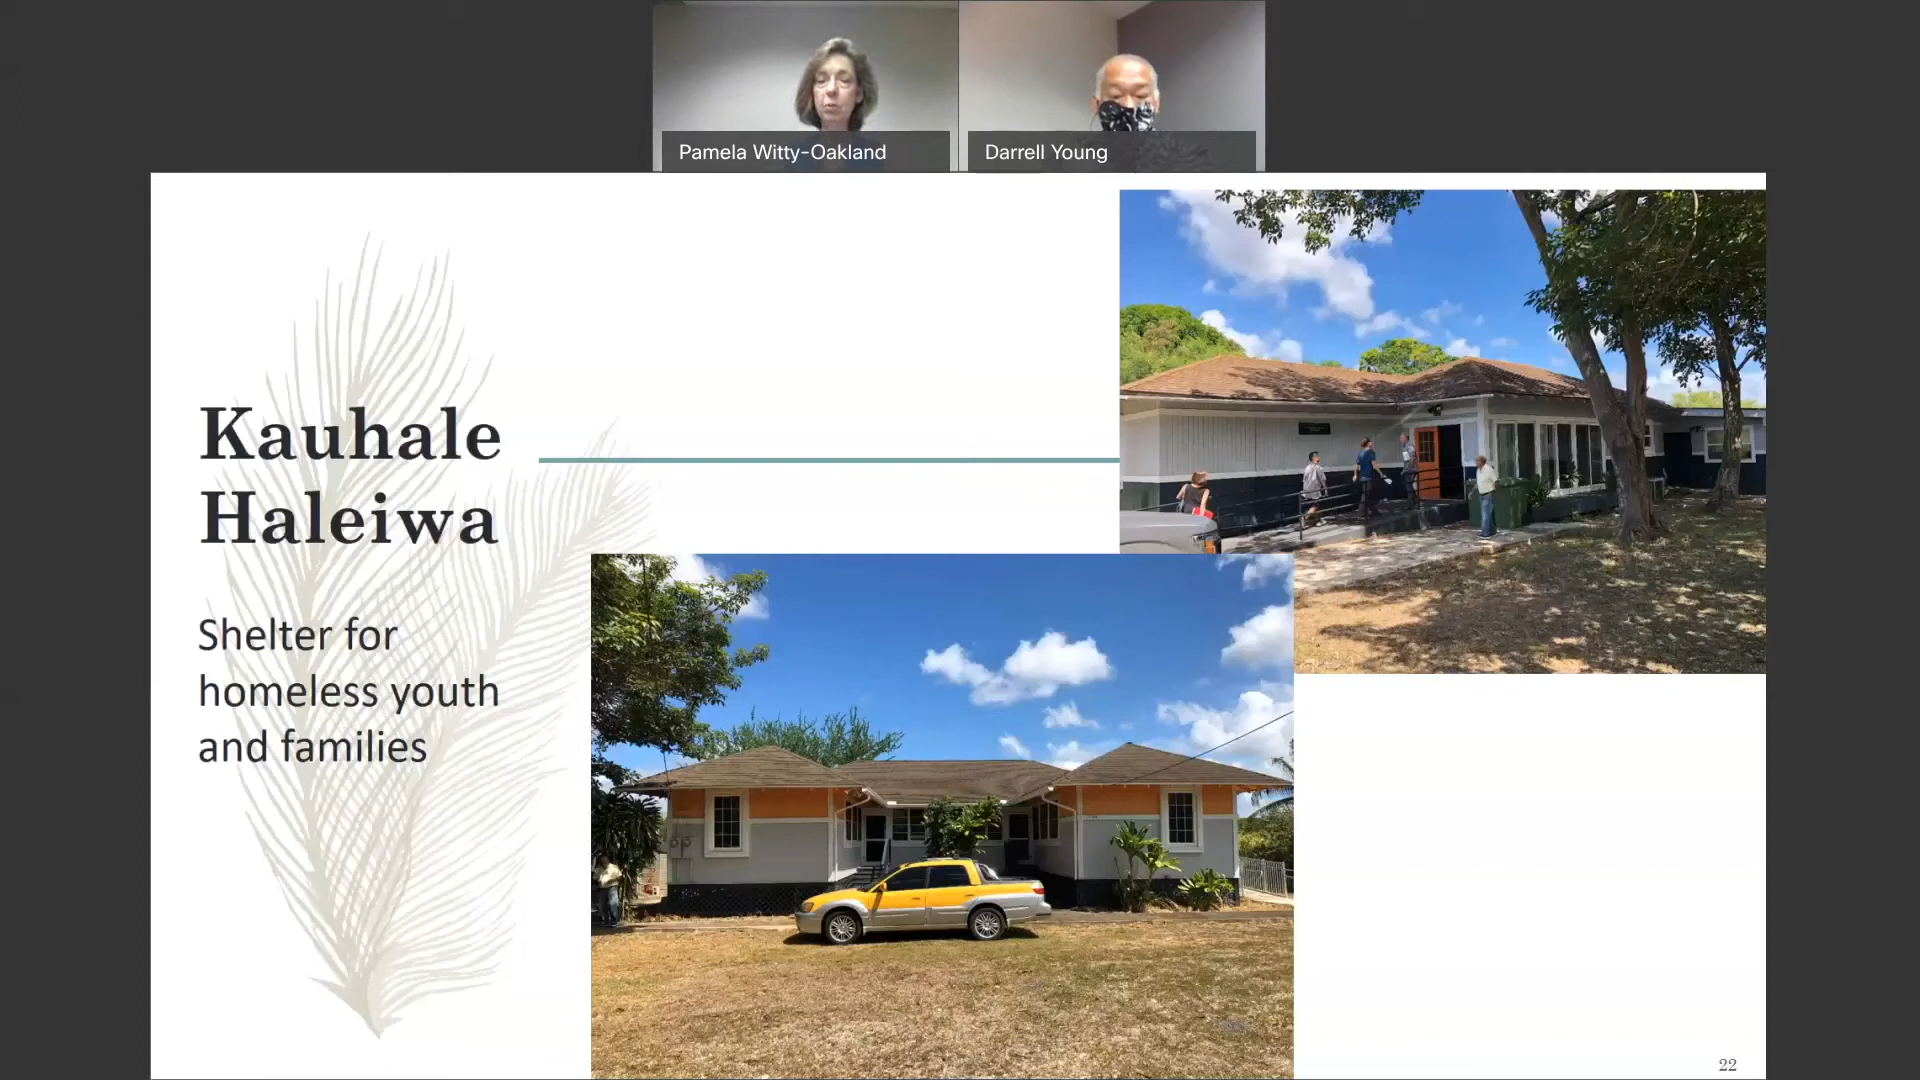 Pamela Witty-Oakland
Darrell Young
Kauhale
Haleiwa
Shelter for
homeless youth
and families
22